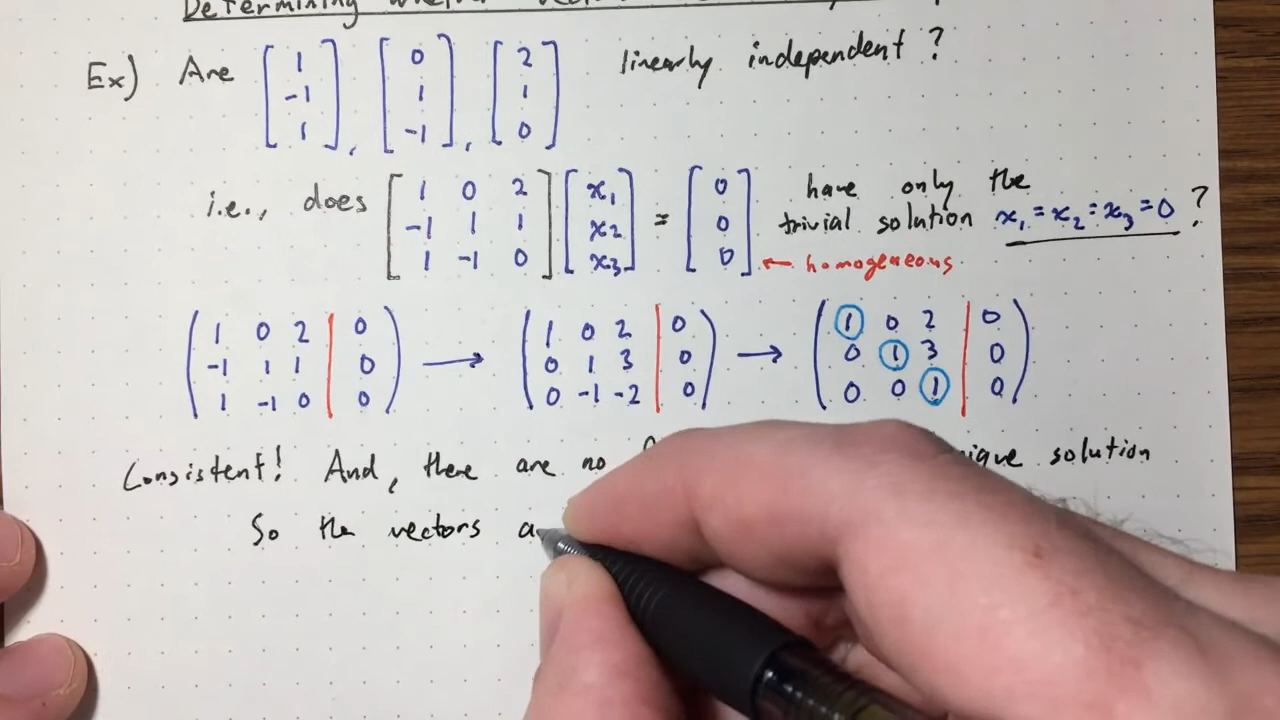 Determining
Ex) Are [1 -1 1], [0 1 -1], [2 1 0] linearly independent?
i.e., does [1 0 2; -1 1 1; 1 -1 0] [x₁ x₂ x₃] = [0 0 0] have only the trivial solution x₁ = x₂ = x₃ = 0 ?
← homogeneous
(1 0 2 | 0; -1 1 1 | 0; 1 -1 0 | 0) → (1 0 2 | 0; 0 1 3 | 0; 0 -1 -2 | 0) → (1 0 2 | 0; 0 1 3 | 0; 0 0 1 | 0)
Consistent! And, there are no solution
So the vectors